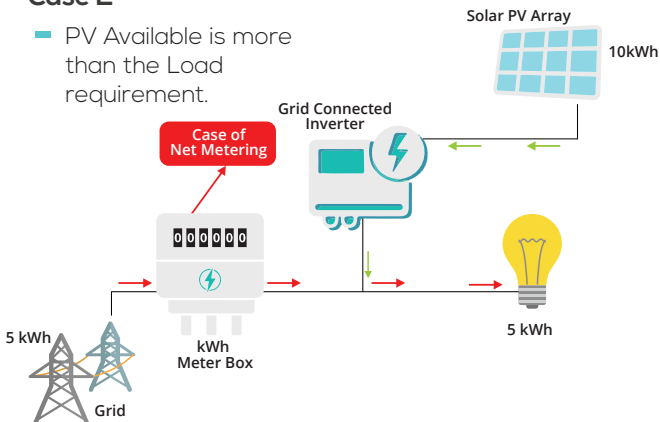 Case
PV Available is more
than the Load
requirement.
Solar PV Array
10kWh
Grid Connected
Inverter
Case of
Net Metering
000000
5 kWh
kWh
Meter Box
5 kWh
Grid